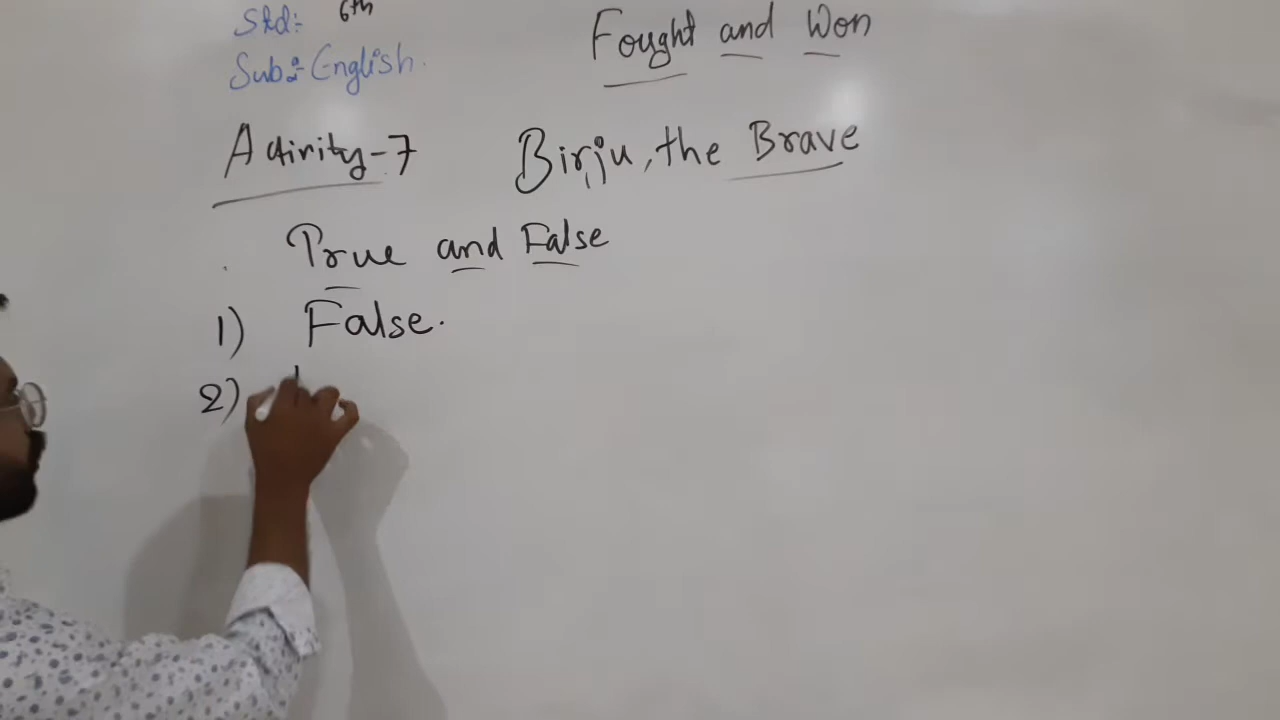 Std:- 6th
Fought and Won
Sub:- English.
Activity-7 Birju, the Brave
True and False
1) False.
2)